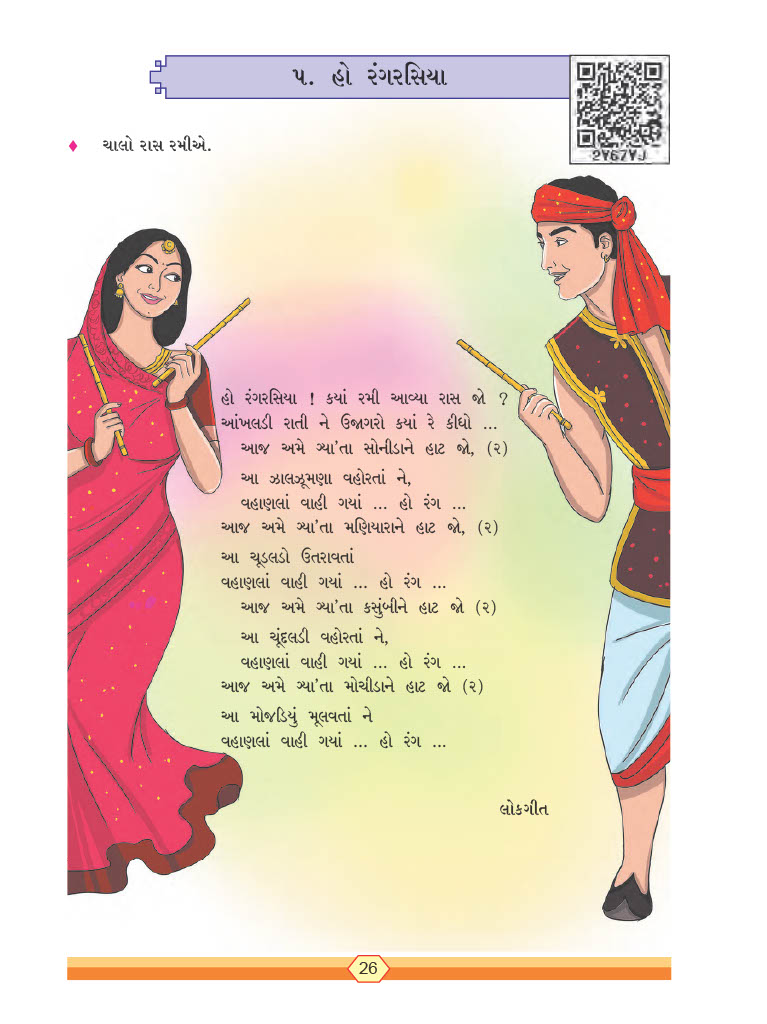 ૫. હો રંગરસિયા
2Y67YJ
♦ ચાલો રાસ રમીએ.
હો રંગરસિયા ! કયાં રમી આવ્યા રાસ જો ?
આંખલડી રાતી ને ઉજાગરો કયાં રે કીધો ...
આજ અમે ગ્યા'તા સોનીડાને હાટ જો, (૨)
આ ઝાલઝૂમણા વહોરતાં ને,
વહાણલાં વાહી ગયાં ... હો રંગ ...
આજ અમે ગ્યા'તા મણિયારાને હાટ જો, (૨)
આ ચૂડલડો ઉતરાવતાં
વહાણલાં વાહી ગયાં ... હો રંગ ...
આજ અમે ગ્યા'તા કસુંબીને હાટ જો (૨)
આ ચૂંદલડી વહોરતાં ને,
વહાણલાં વાહી ગયાં ... હો રંગ ...
આજ અમે ગ્યા'તા મોચીડાને હાટ જો (૨)
આ મોજડિયું મૂલવતાં ને
વહાણલાં વાહી ગયાં ... હો રંગ ...
લોકગીત
26